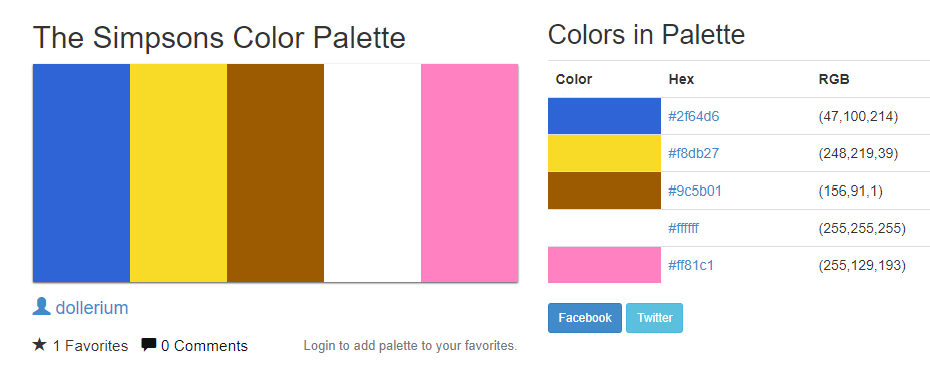 The Simpsons Color Palette
dollerium
1 Favorites 0 Comments Login to add palette to your favorites.
Colors in Palette
Color Hex RGB
#2f64d6 (47,100,214)
#f8db27 (248,219,39)
#9c5b01 (156,91,1)
#ffffff (255,255,255)
#ff81c1 (255,129,193)
Facebook Twitter